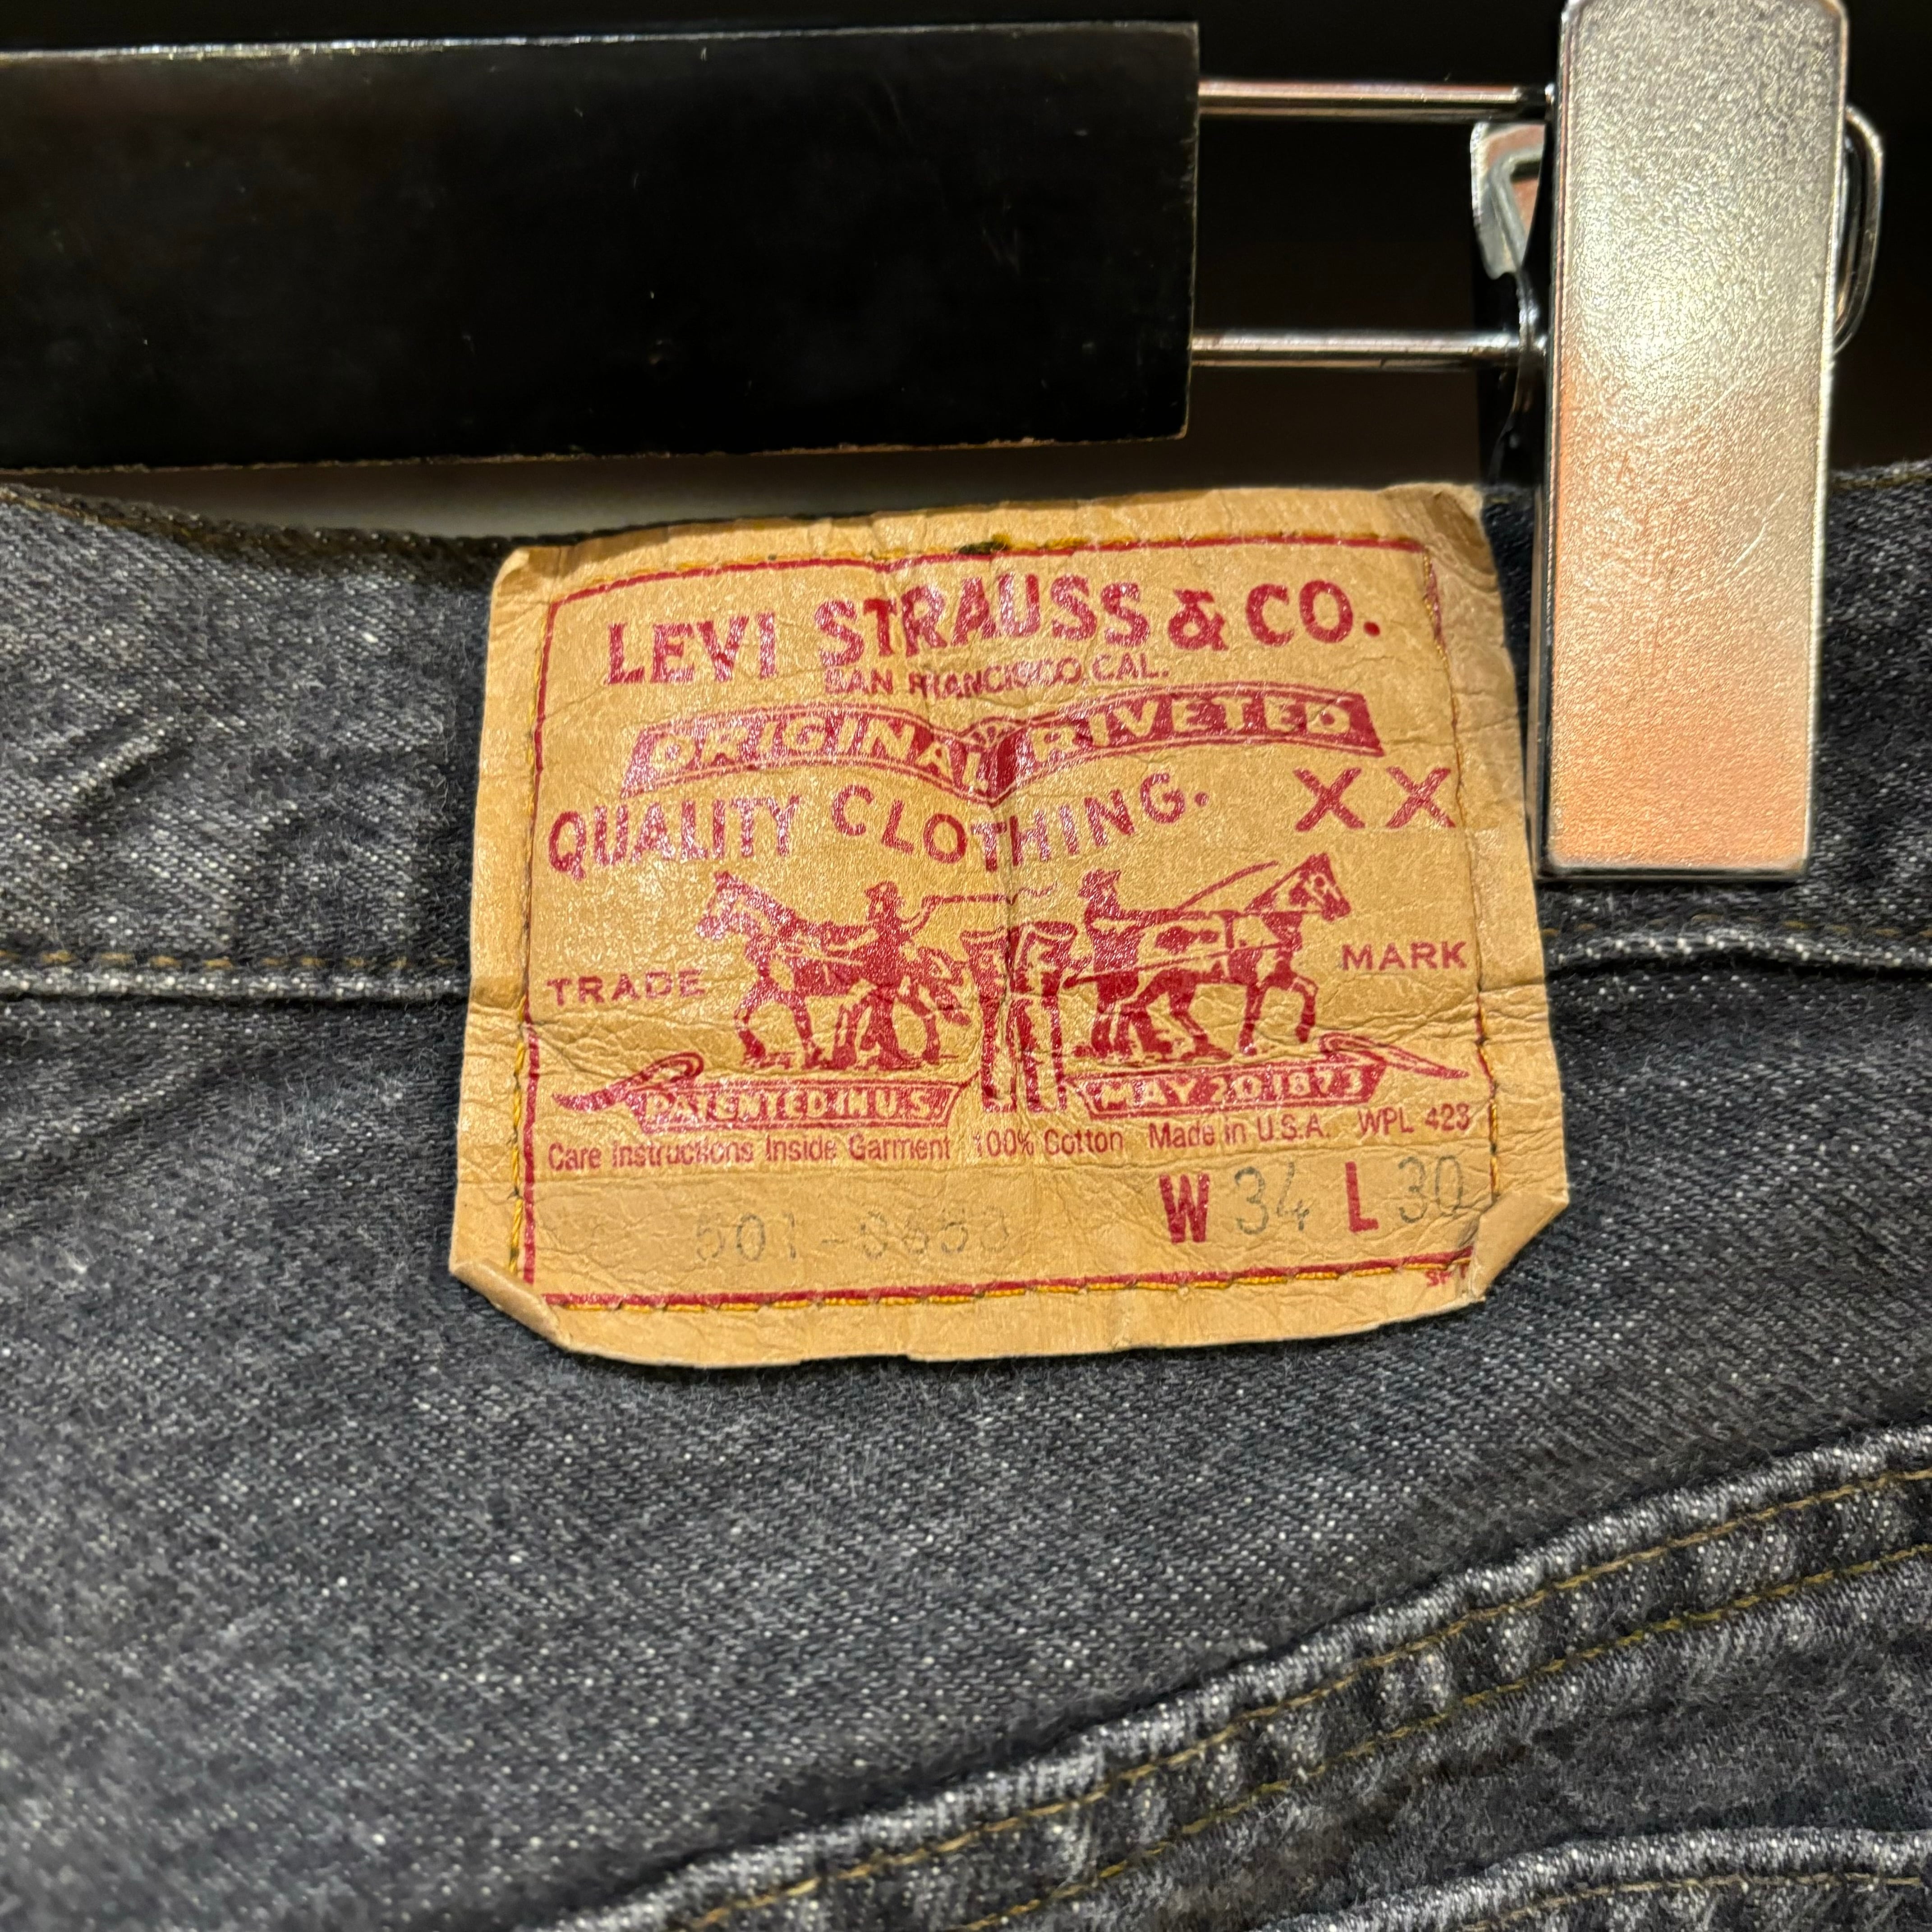 LEVI STRAUSS & CO.
SAN FRANCISCO, CAL.
ORIGINAL RIVETED
QUALITY CLOTHING. XX
TRADE MARK
PATENTED IN U.S. MAY 20 1873
Care Instructions Inside Garment 100% Cotton Made in U.S.A. WPL 423
W 34 L 30